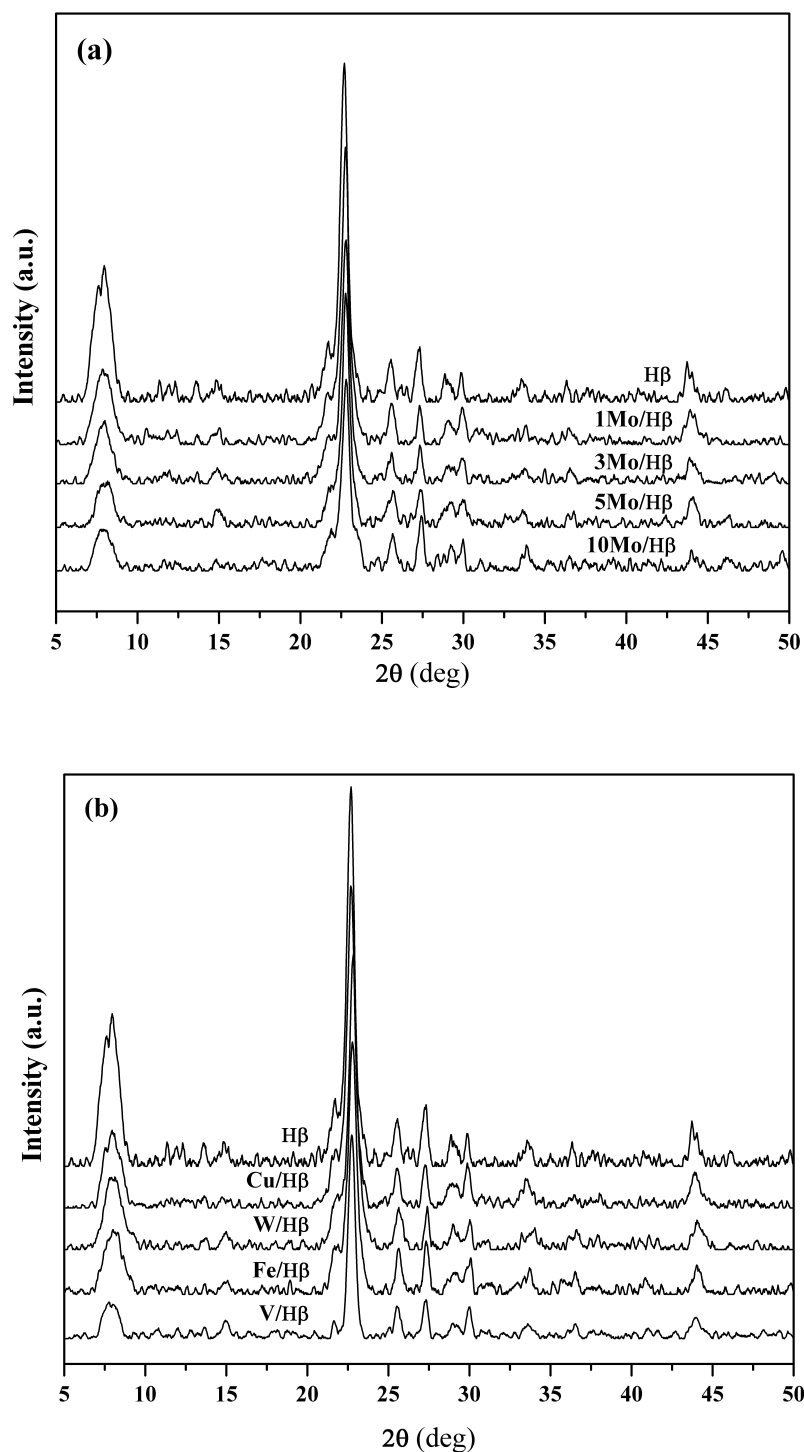 (a)
Intensity (a.u.)
Hβ
1Mo/Hβ
3Mo/Hβ
5Mo/Hβ
10Mo/Hβ
5 10 15 20 25 30 35 40 45 50
2θ (deg)
(b)
Intensity (a.u.)
Hβ
Cu/Hβ
W/Hβ
Fe/Hβ
V/Hβ
5 10 15 20 25 30 35 40 45 50
2θ (deg)